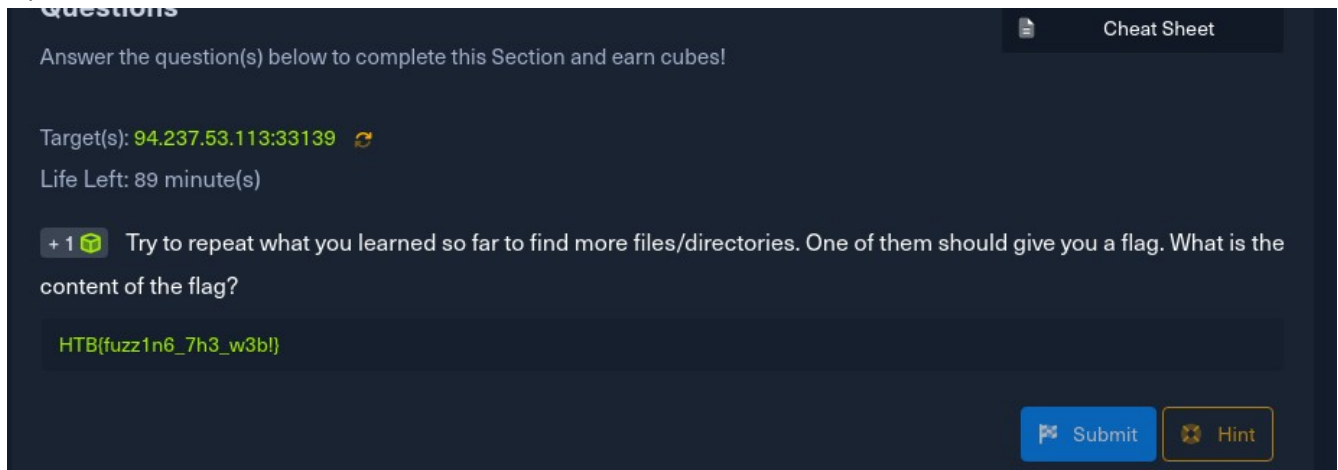 Questions
Cheat Sheet
Answer the question(s) below to complete this Section and earn cubes!
Target(s): 94.237.53.113:33139
Life Left: 89 minute(s)
+ 1 Try to repeat what you learned so far to find more files/directories. One of them should give you a flag. What is the
content of the flag?
HTB{fuzz1n6_7h3_w3b!}
Submit Hint